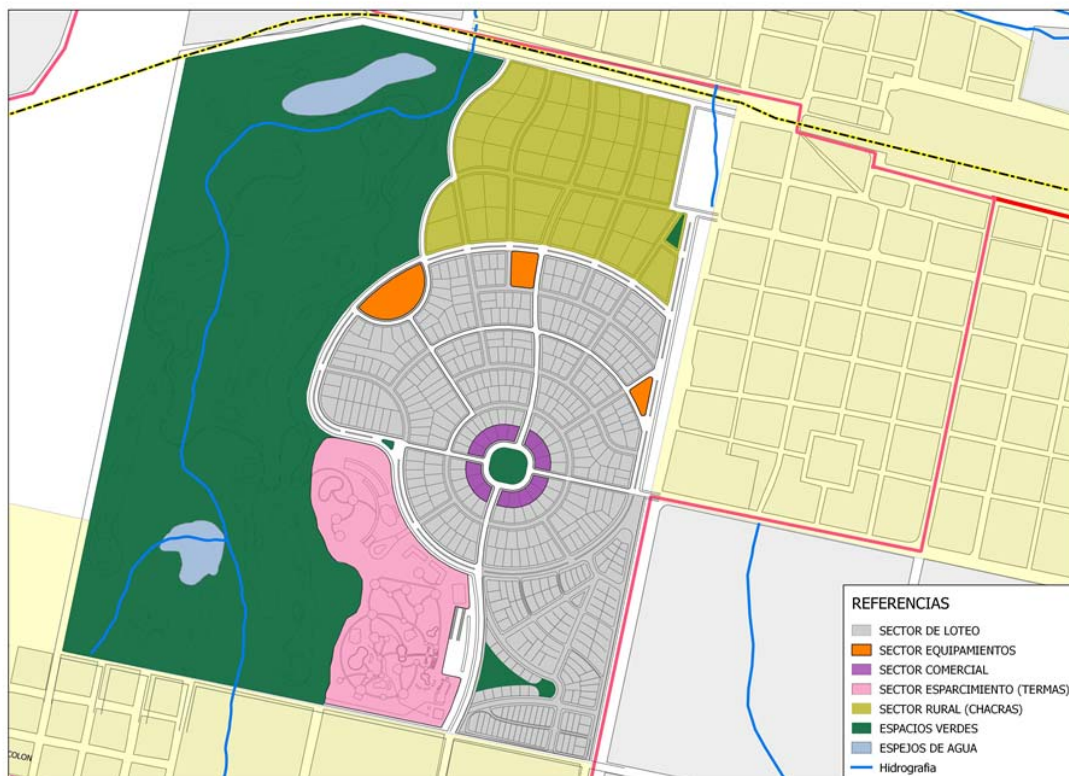 COLON
REFERENCIAS
SECTOR DE LOTEO
SECTOR EQUIPAMIENTOS
SECTOR COMERCIAL
SECTOR ESPARCIMIENTO (TERMAS)
SECTOR RURAL (CHACRAS)
ESPACIOS VERDES
ESPEJOS DE AGUA
Hidrografia